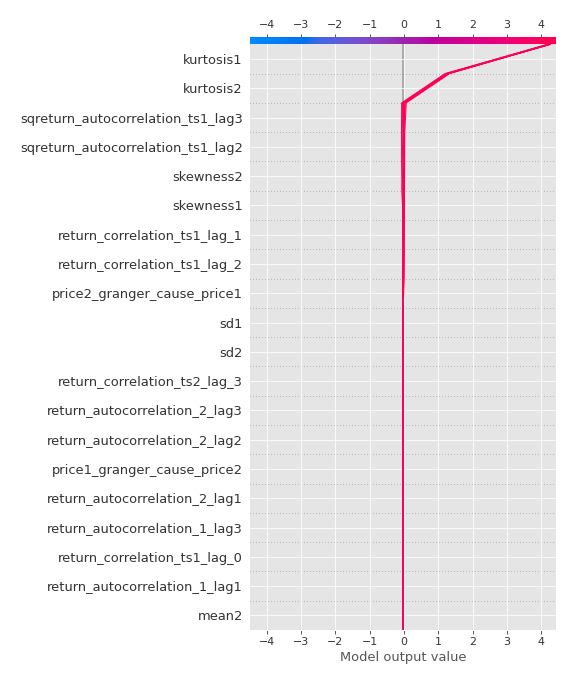 −4 −3 −2 −1 0 1 2 3 4
kurtosis1
kurtosis2
sqreturn_autocorrelation_ts1_lag3
sqreturn_autocorrelation_ts1_lag2
skewness2
skewness1
return_correlation_ts1_lag_1
return_correlation_ts1_lag_2
price2_granger_cause_price1
sd1
sd2
return_correlation_ts2_lag_3
return_autocorrelation_2_lag3
return_autocorrelation_2_lag2
price1_granger_cause_price2
return_autocorrelation_2_lag1
return_autocorrelation_1_lag3
return_correlation_ts1_lag_0
return_autocorrelation_1_lag1
mean2
−4 −3 −2 −1 0 1 2 3 4
Model output value